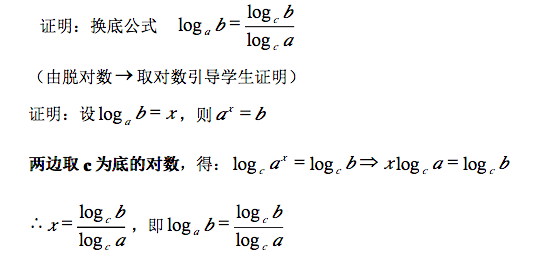 证明：换底公式 $\log_a b = \frac{\log_c b}{\log_c a}$
（由脱对数→取对数引导学生证明）
证明：设$\log_a b = x$，则$a^x = b$
两边取 c 为底的对数，得：$\log_c a^x = \log_c b \Rightarrow x\log_c a = \log_c b$
∴ $x = \frac{\log_c b}{\log_c a}$，即$\log_a b = \frac{\log_c b}{\log_c a}$